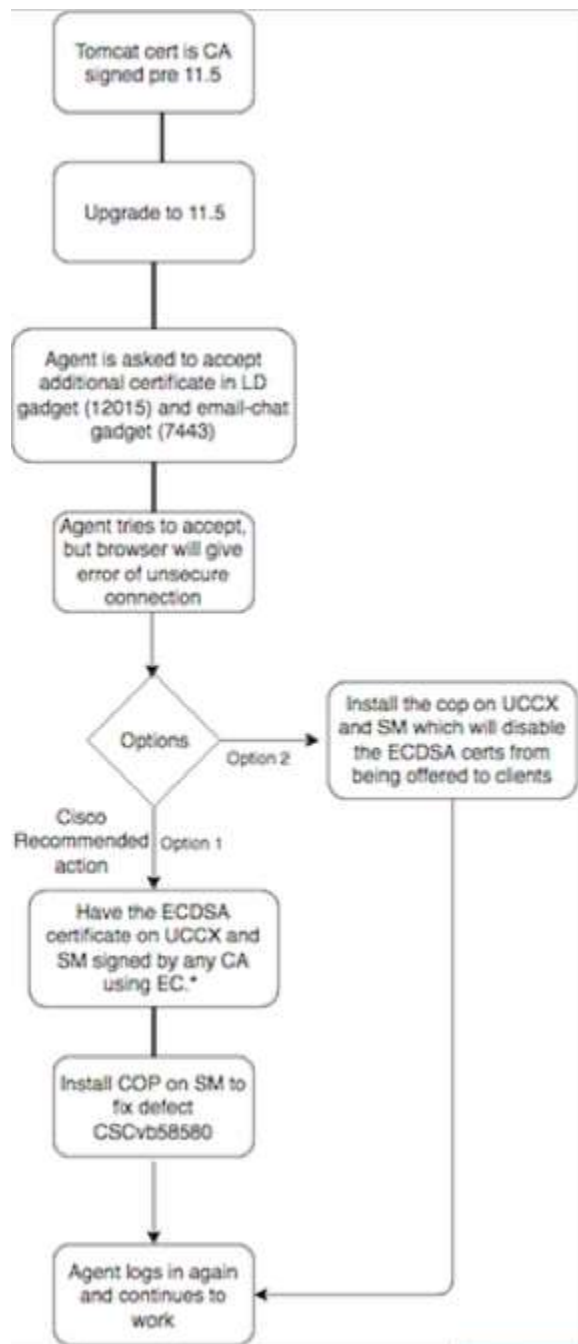 Tomcat cert is CA
signed pre 11.5
Upgrade to 11.5
Agent is asked to accept
additional certificate in LD
gadget (12015) and email-chat
gadget (7443)
Agent tries to accept,
but browser will give
error of unsecure
connection
Options
Option 2
Install the cop on UCCX
and SM which will disable
the ECDSA certs from
being offered to clients
Cisco
Recommended
action
Option 1
Have the ECDSA
certificate on UCCX and
SM signed by any CA
using EC.*
Install COP on SM to
fix defect
CSCvb58580
Agent logs in again
and continues to
work